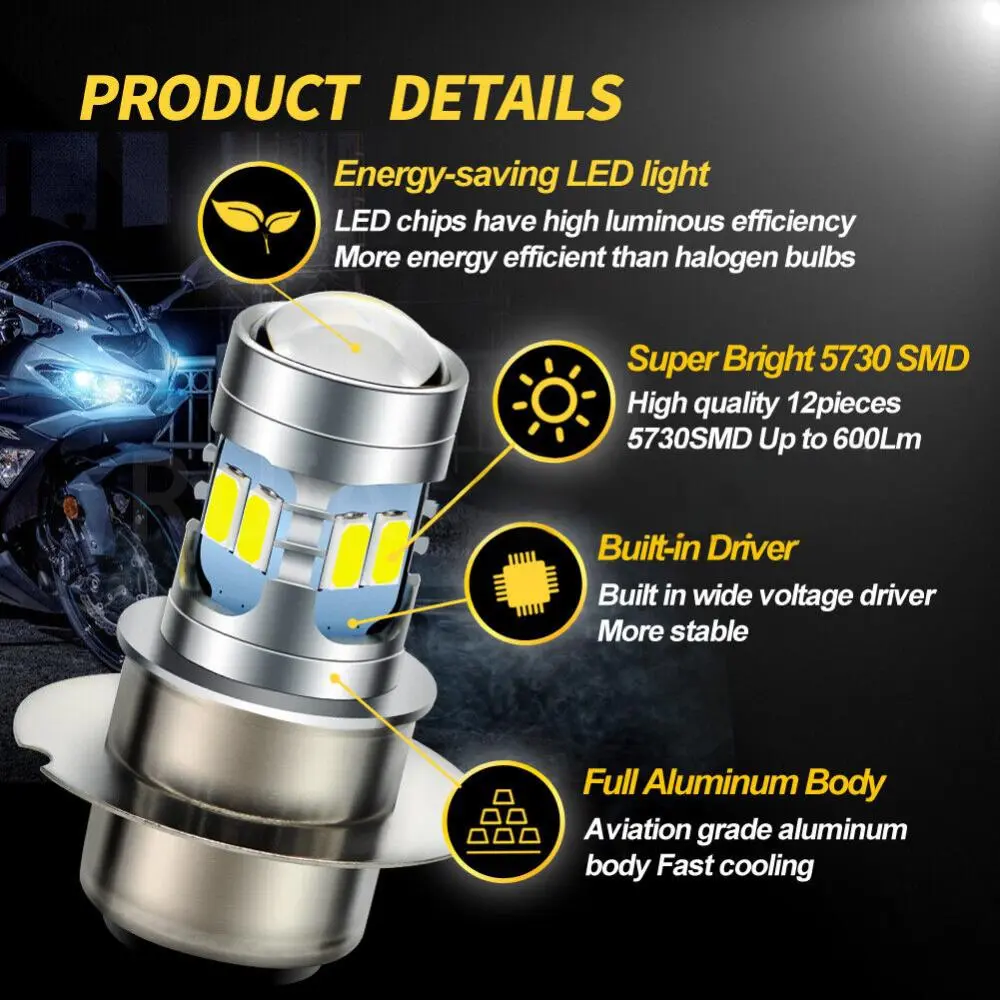 PRODUCT DETAILS
Energy-saving LED light
LED chips have high luminous efficiency
More energy efficient than halogen bulbs
Super Bright 5730 SMD
High quality 12pieces
5730SMD Up to 600Lm
Built-in Driver
Built in wide voltage driver
More stable
Full Aluminum Body
Aviation grade aluminum
body Fast cooling